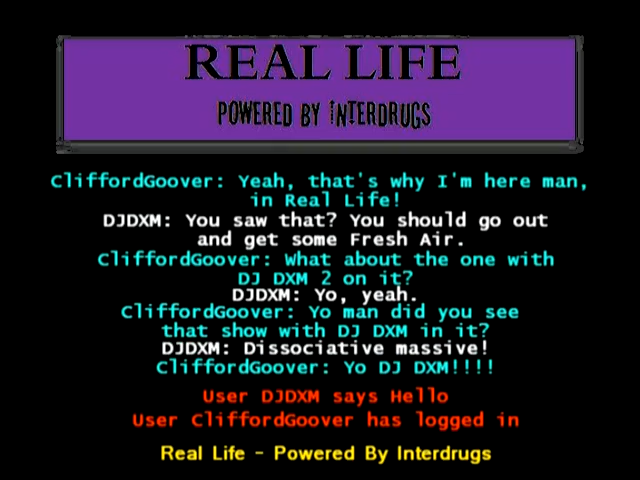 REAL LIFE
POWERED BY INTERDRUGS
CliffordGoover: Yeah, that's why I'm here man,
in Real Life!
DJDXM: You saw that? You should go out
and get some Fresh Air.
CliffordGoover: What about the one with
DJ DXM 2 on it?
DJDXM: Yo, yeah.
CliffordGoover: Yo man did you see
that show with DJ DXM in it?
DJDXM: Dissociative massive!
CliffordGoover: Yo DJ DXM!!!!
User DJDXM says Hello
User CliffordGoover has logged in
Real Life - Powered By Interdrugs